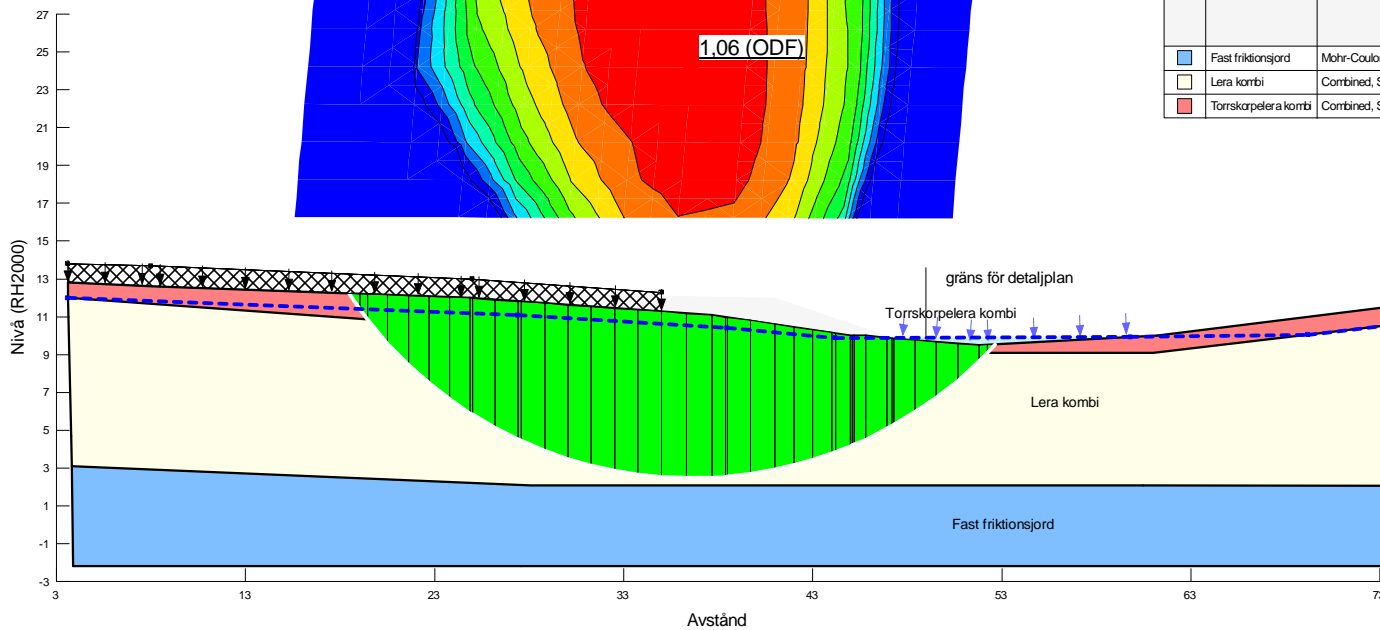 27
25
23
21
19
17
15
13
11
9
7
5
3
1
-1
-3
Nivå (RH2000)
1,06 (ODF)
Fast friktionsjord Mohr-Coulo
Lera kombi Combined, S
Torrskorpelera kombi Combined, S
gräns för detaljplan
Torrskorpelera kombi
Lera kombi
Fast friktionsjord
3 13 23 33 43 53 63 73
Avstånd